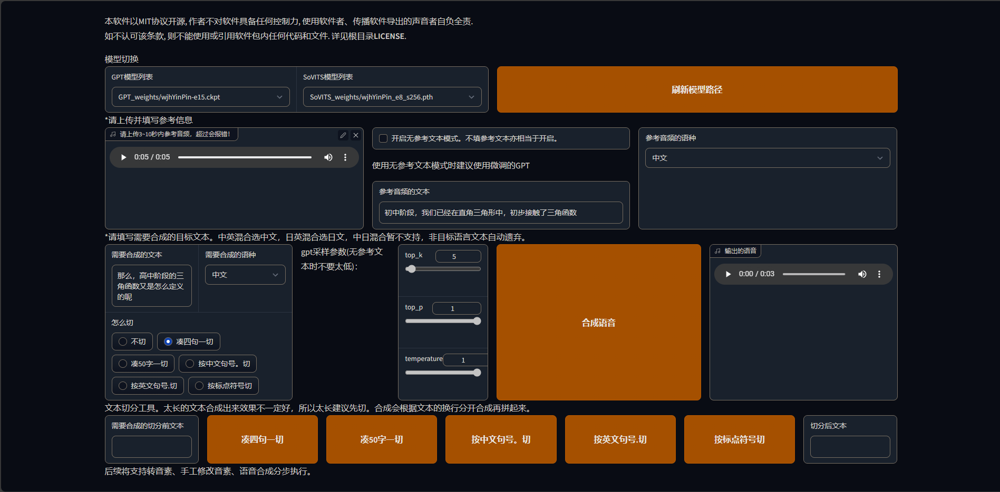 本软件以MIT协议开源, 作者不对软件具备任何控制力, 使用软件者、传播软件导出的声音者自负全责.
如不认可该条款, 则不能使用或引用软件包内任何代码和文件. 详见根目录LICENSE.
模型切换
GPT模型列表
GPT_weights/wjhYinPin-e15.ckpt
SoVITS模型列表
SoVITS_weights/wjhYinPin_e8_s256.pth
刷新模型路径
*请上传并填写参考信息
请上传3~10秒内参考音频，超过会报错！
0:05 / 0:05
开启无参考文本模式。不填参考文本亦相当于开启。
使用无参考文本模式时建议使用微调的GPT
参考音频的文本
初中阶段，我们已经在直角三角形中，初步接触了三角函数
参考音频的语种
中文
*请填写需要合成的目标文本。中英混合选中文，日英混合选日文，中日混合暂不支持，非目标语言文本自动遗弃。
需要合成的文本
那么，高中阶段的三
角函数又是怎么定义
的呢
需要合成的语种
中文
怎么切
不切
凑四句一切
凑50字一切
按中文句号。切
按英文句号.切
按标点符号切
gpt采样参数(无参考文
本时不要太低)：
top_k
5
top_p
1
temperature
1
合成语音
输出的语音
0:00 / 0:03
文本切分工具。太长的文本合成出来效果不一定好，所以太长建议先切。合成会根据文本的换行分开合成再拼起来。
需要合成的切分前文本
凑四句一切
凑50字一切
按中文句号。切
按英文句号.切
按标点符号切
切分后文本
后续将支持转音素、手工修改音素、语音合成分步执行。